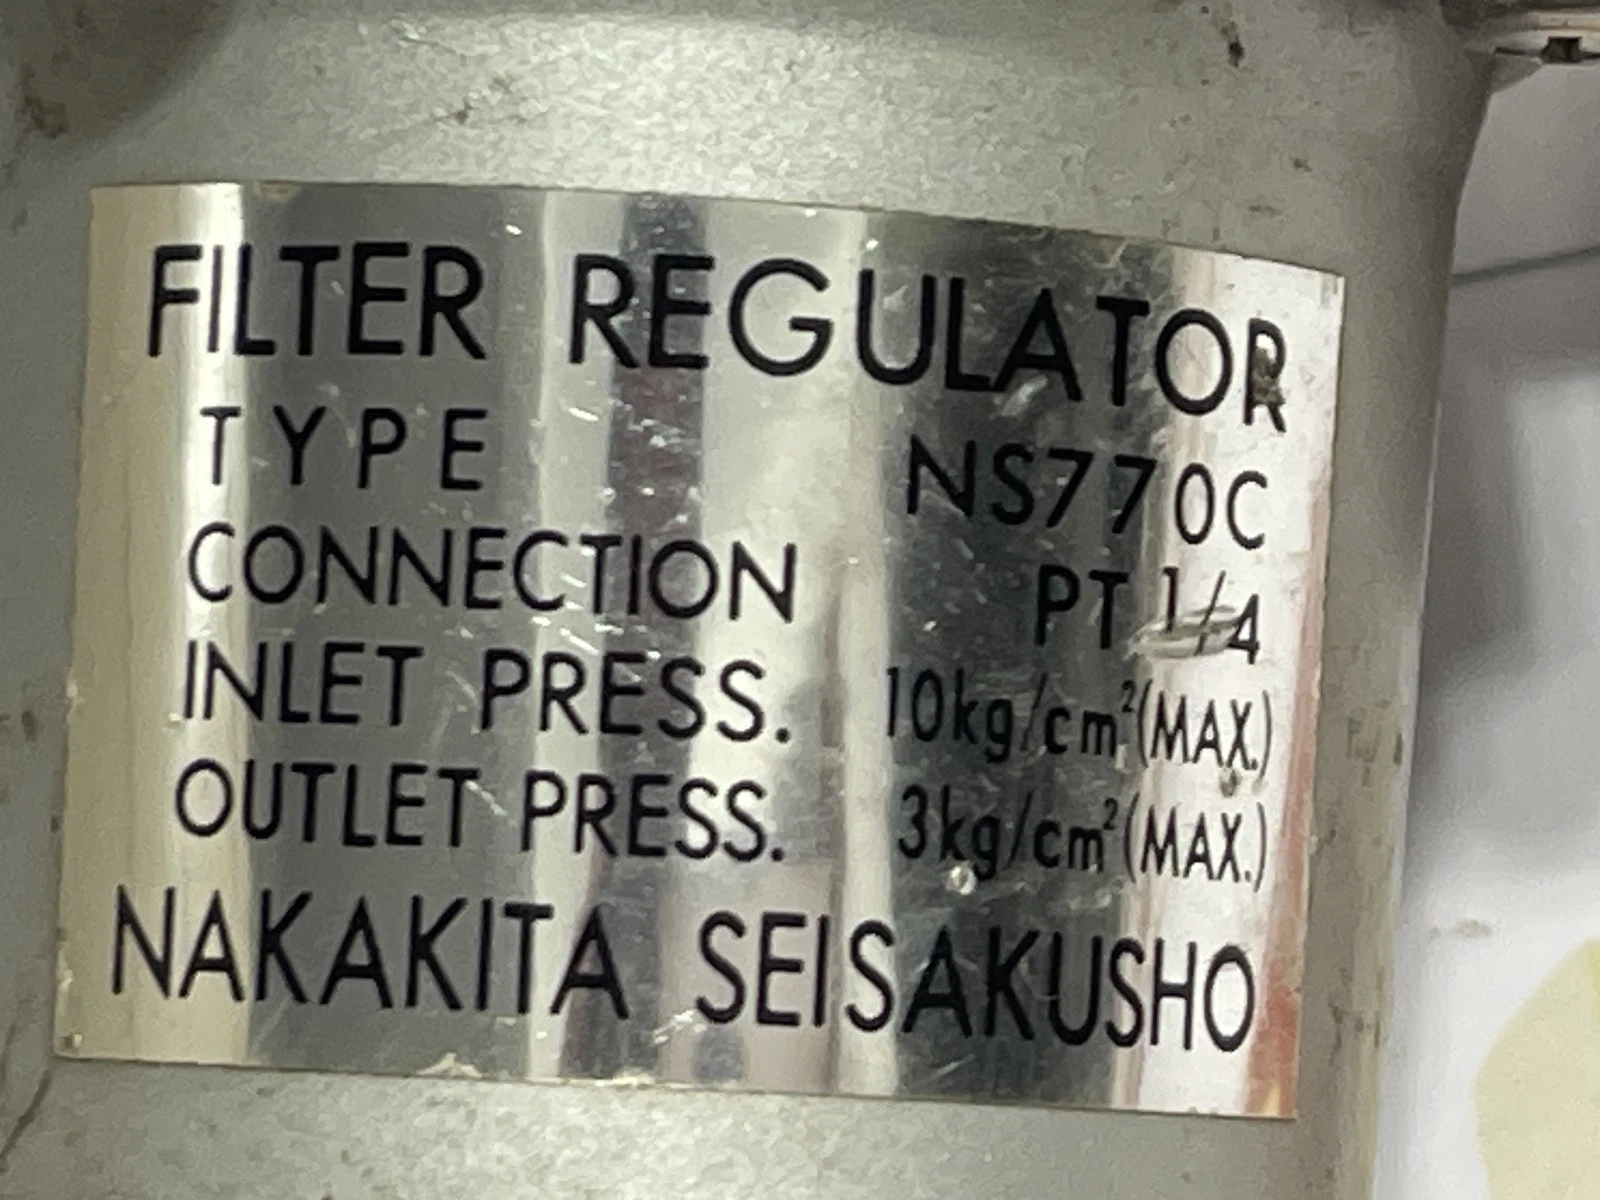 FILTER REGULATOR
TYPE NS770C
CONNECTION PT 1/4
INLET PRESS. 10kg/cm²(MAX.)
OUTLET PRESS. 3kg/cm²(MAX.)
NAKAKITA SEISAKUSHO